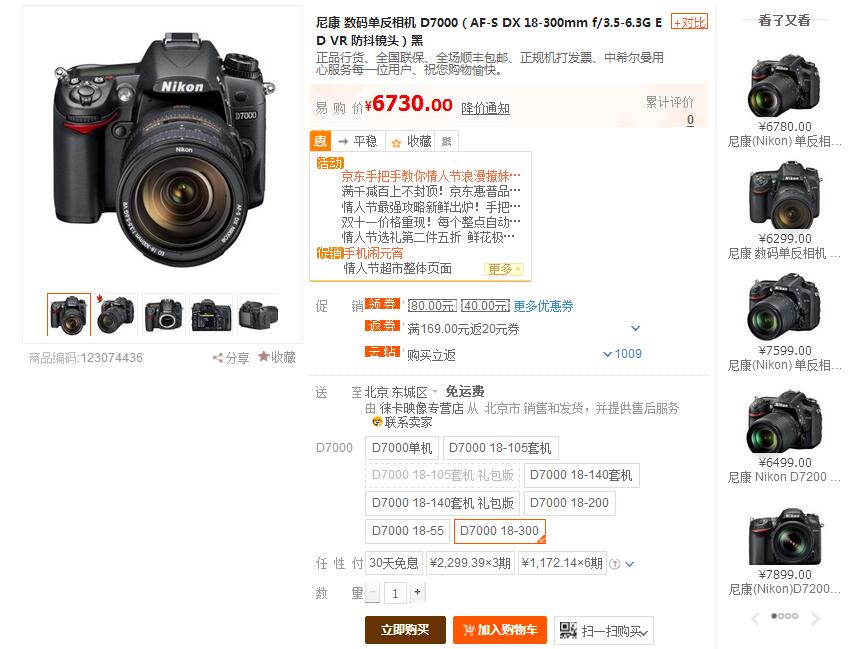 尼康 数码单反相机 D7000（AF-S DX 18-300mm f/3.5-6.3G E
D VR 防抖镜头）黑
+对比
正品行货、全国联保、全场顺丰包邮、正规机打发票、中希尔曼用
心服务每一位用户、祝您购物愉快。
易购价 ¥6730.00 降价通知
累计评价
0
惠 → 平稳 收藏
活动
京东手把手教你情人节浪漫撩妹…
满千减百上不封顶！京东惠普品…
情人节最强攻略新鲜出炉！手把…
双十一价格重现！每个整点自动…
情人节选礼第二件五折 鲜花极…
促销 手机闹元宵
情人节超市整体页面 更多
促销 领券 80.00元 40.00元 更多优惠券
返券 满169.00元返20元券
云钻 购买立返 1009
送至 北京 东城区 免运费
由 徕卡映像专营店 从 北京市 销售和发货，并提供售后服务
联系卖家
D7000 D7000单机 D7000 18-105套机
D7000 18-105套机 礼包版 D7000 18-140套机
D7000 18-140套机 礼包版 D7000 18-200
D7000 18-55 D7000 18-300
任性付 30天免息 ¥2,299.39×3期 ¥1,172.14×6期 ?
数量 − 1 +
立即购买 加入购物车 扫一扫购买
Nikon
D7000
Nikon
商品编码:123074436 分享 收藏
看了又看
¥6780.00
尼康(Nikon) 单反相...
¥6299.00
尼康 数码单反相机 ...
¥7599.00
尼康(Nikon) 单反相...
¥6499.00
尼康 Nikon D7200 ...
¥7899.00
尼康(Nikon)D7200...